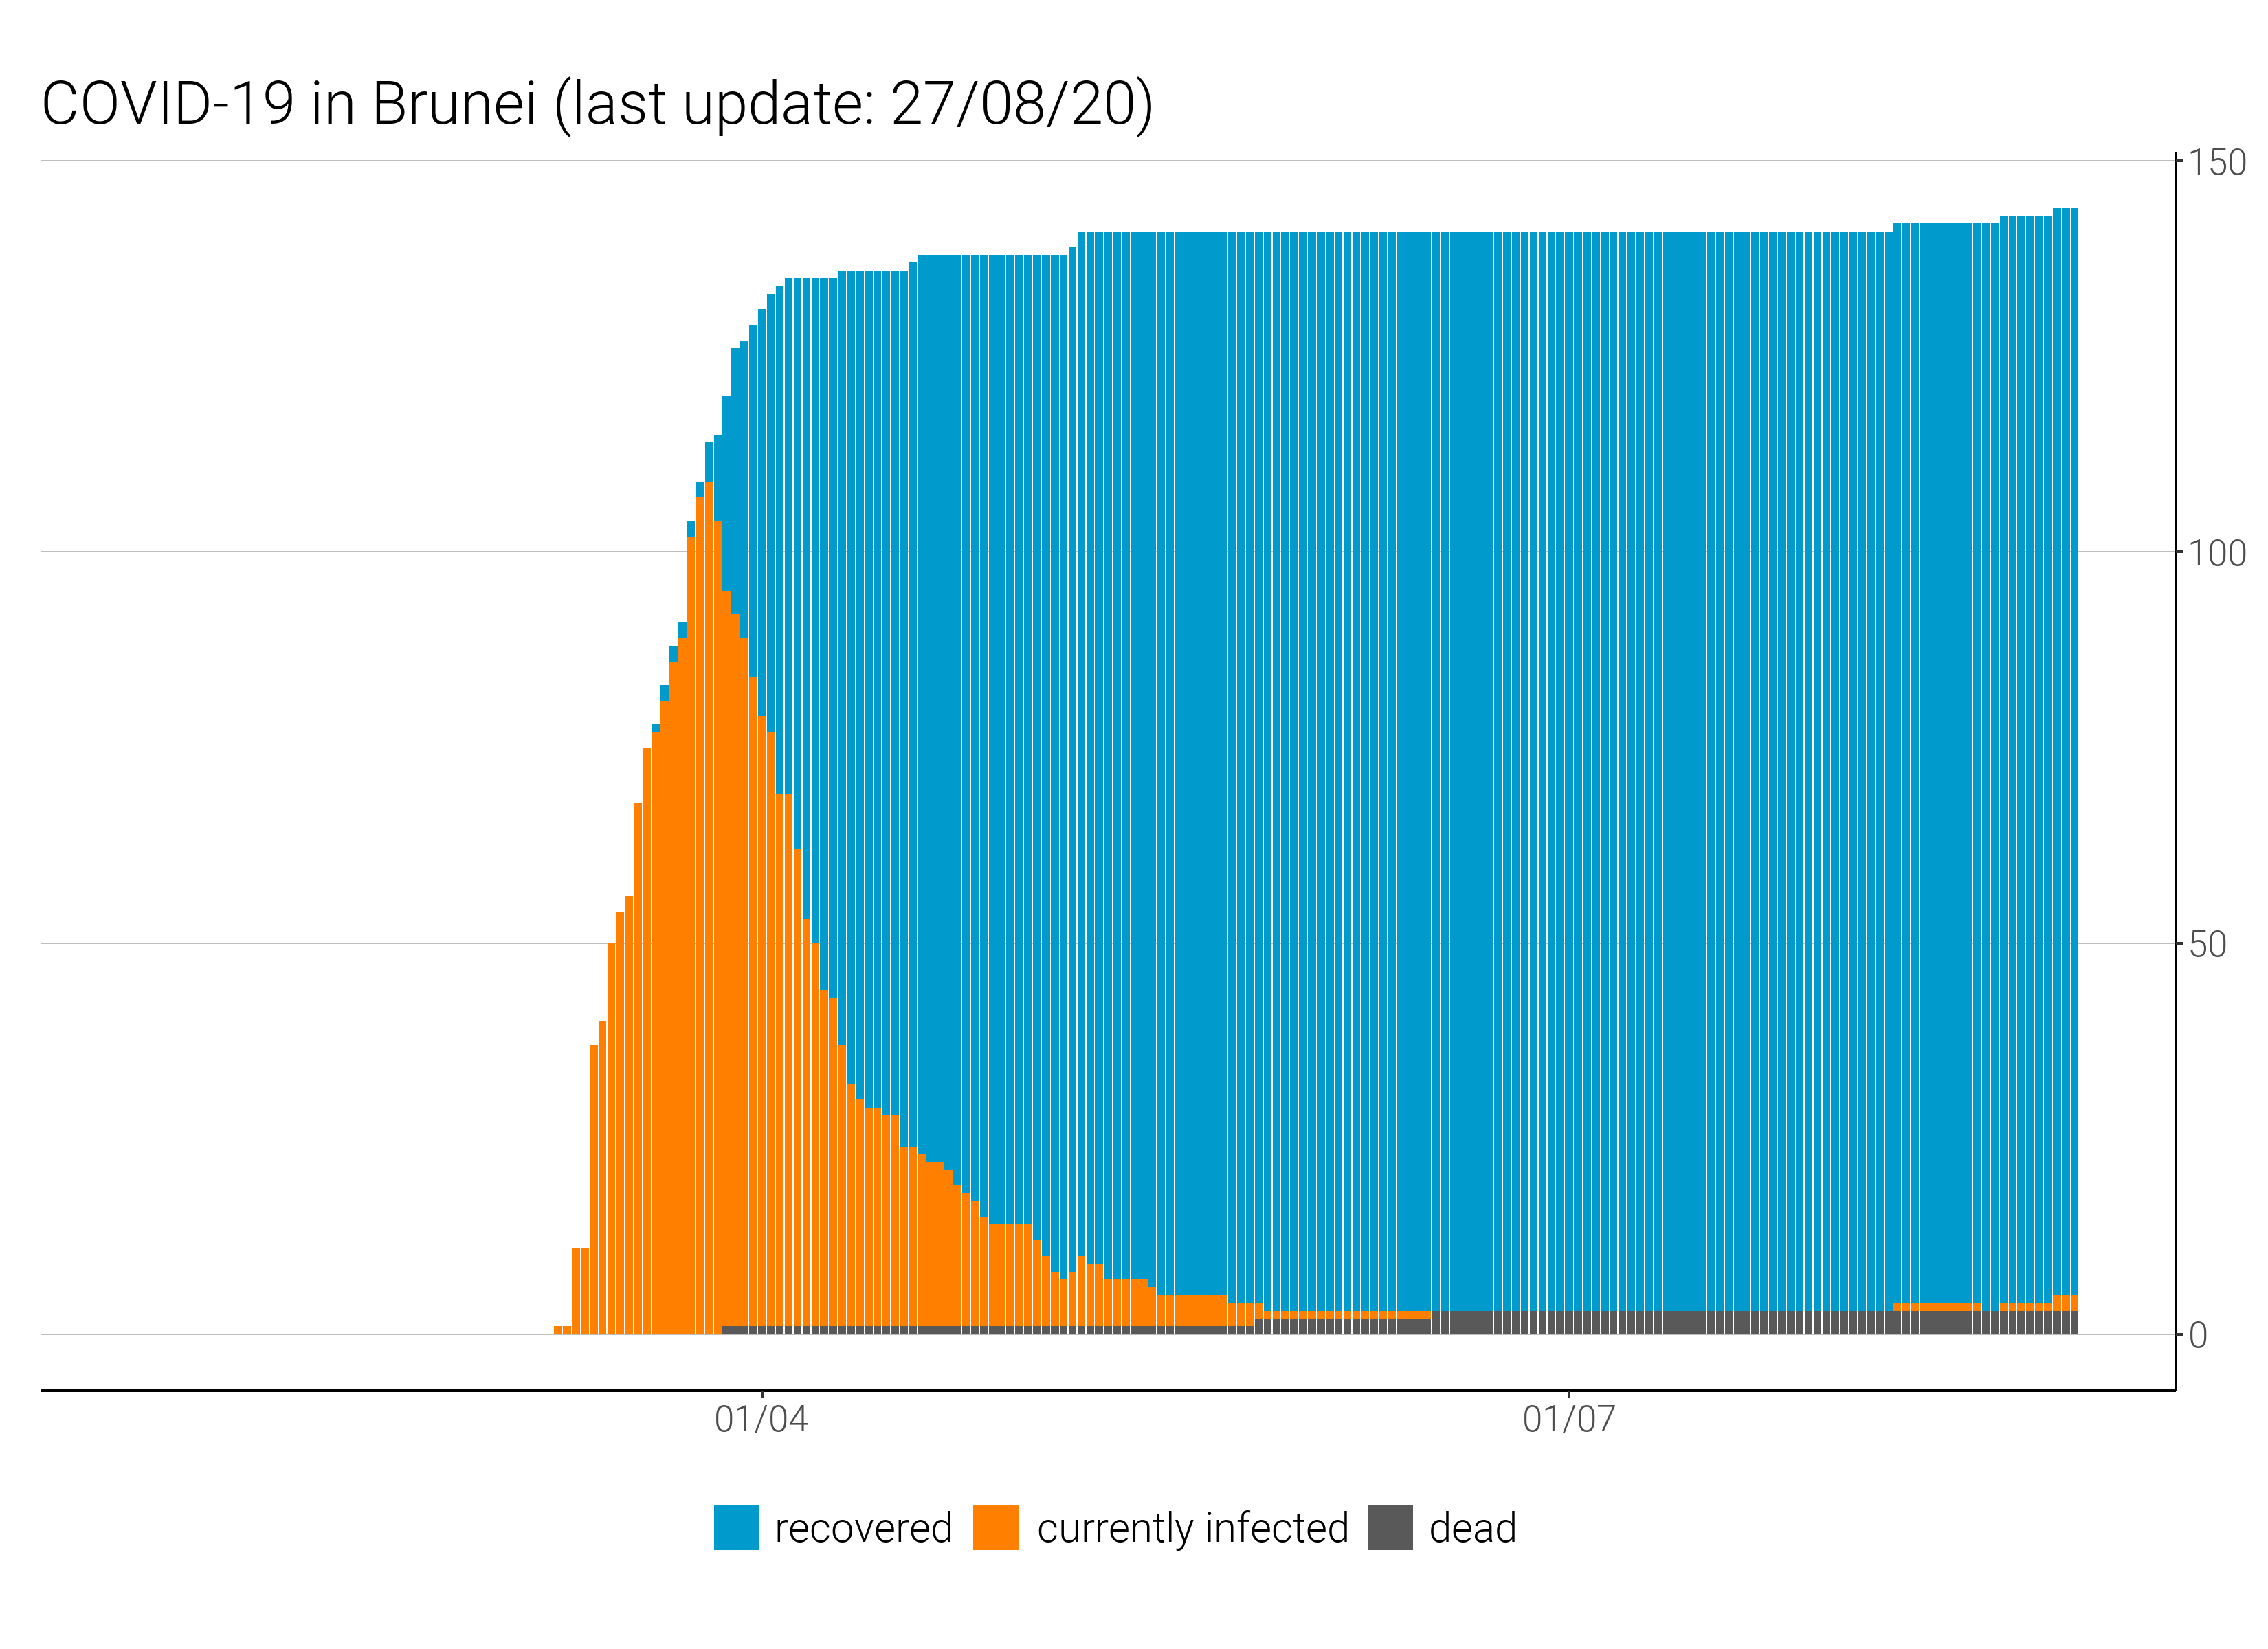 COVID-19 in Brunei (last update: 27/08/20)
150
100
50
0
01/04 01/07
recovered currently infected dead